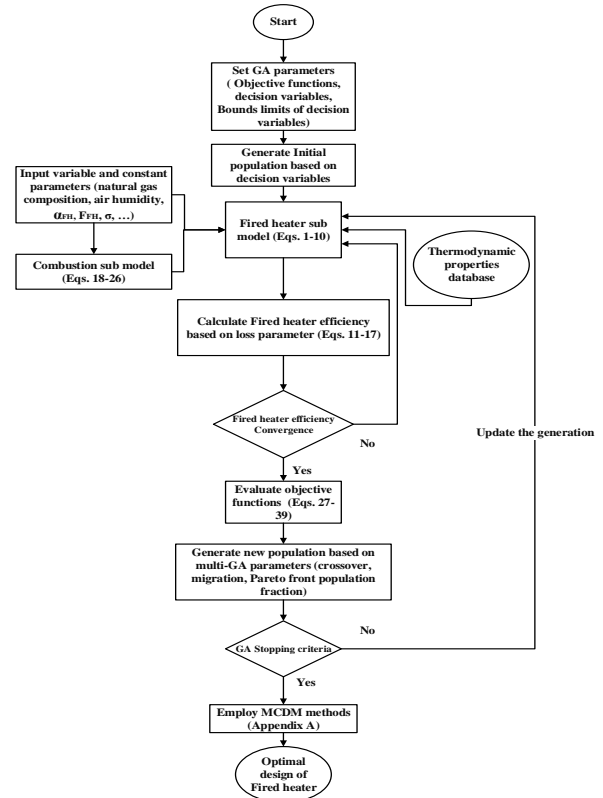 Start
Set GA parameters
( Objective functions,
decision variables,
Bounds limits of decision
variables)
Generate Initial
population based on
decision variables
Input variable and constant
parameters (natural gas
composition, air humidity,
αFH, FFH, σ, …)
Fired heater sub
model (Eqs. 1-10)
Combustion sub model
(Eqs. 18-26)
Thermodynamic
properties
database
Calculate Fired heater efficiency
based on loss parameter (Eqs. 11-17)
Fired heater efficiency
Convergence
No
Update the generation
Yes
Evaluate objective
functions (Eqs. 27-
39)
Generate new population based on
multi-GA parameters (crossover,
migration, Pareto front population
fraction)
No
GA Stopping criteria
Yes
Employ MCDM methods
(Appendix A)
Optimal
design of
Fired heater